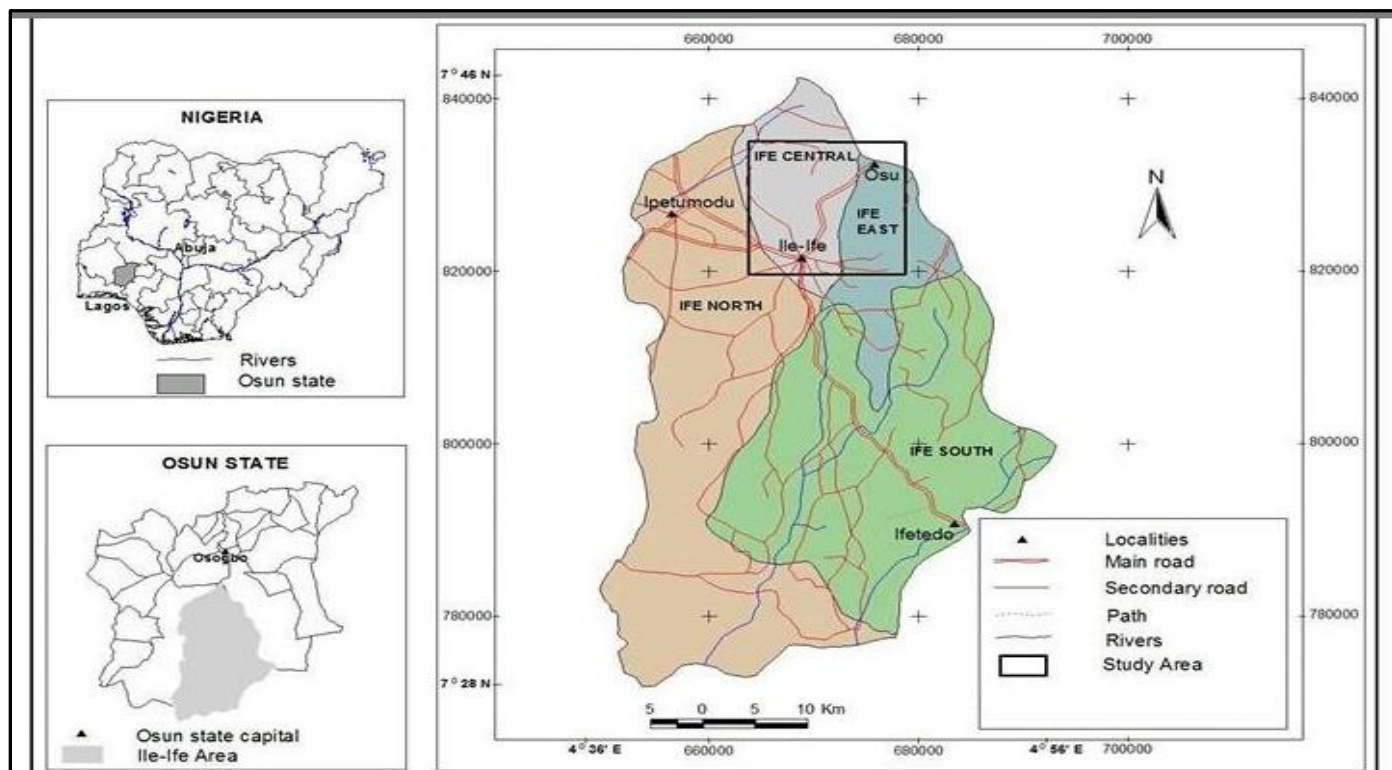 NIGERIA
Abuja
Lagos
Rivers
Osun state
OSUN STATE
Osogbo
Osun state capital
Ile-Ife Area
660000
680000
700000
7° 46 N
840000
840000
IFE CENTRAL
Osu
Ipetumodu
IFE
EAST
Ile-Ife
820000
820000
IFE NORTH
N
800000
800000
IFE SOUTH
Ifetedo
780000
780000
Localities
Main road
Secondary road
Path
Rivers
Study Area
7° 28 N
5 0 5 10 Km
4° 36' E
660000
680000
4° 56' E
700000